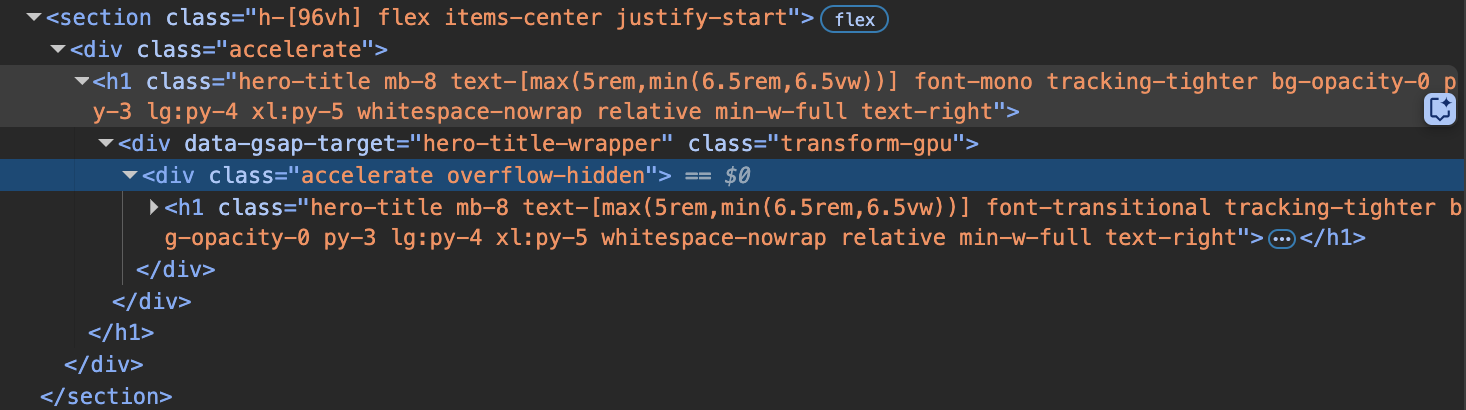 ▼<section class="h-[96vh] flex items-center justify-start"> flex
▼<div class="accelerate">
▼<h1 class="hero-title mb-8 text-[max(5rem,min(6.5rem,6.5vw))] font-mono tracking-tighter bg-opacity-0 p
y-3 lg:py-4 xl:py-5 whitespace-nowrap relative min-w-full text-right">
▼<div data-gsap-target="hero-title-wrapper" class="transform-gpu">
▼<div class="accelerate overflow-hidden"> == $0
▶<h1 class="hero-title mb-8 text-[max(5rem,min(6.5rem,6.5vw))] font-transitional tracking-tighter b
g-opacity-0 py-3 lg:py-4 xl:py-5 whitespace-nowrap relative min-w-full text-right">…</h1>
</div>
</div>
</h1>
</div>
</section>